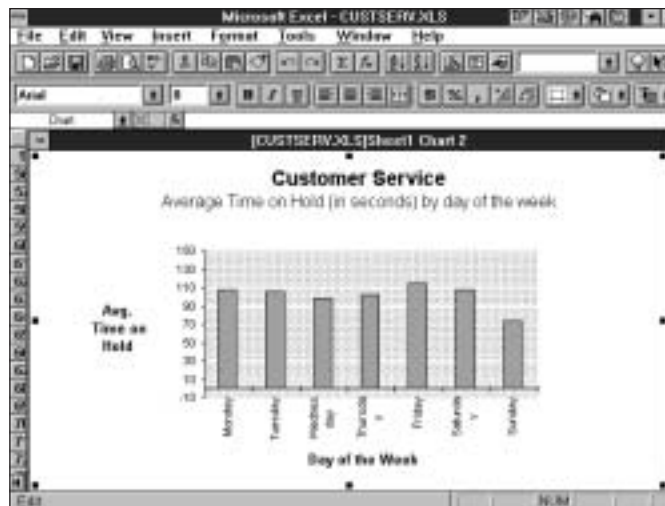 Microsoft Excel - CUSTSERV.XLS
File Edit View Insert Format Tools Window Help
Arial 8
Chart
[CUSTSERV.XLS]Sheet1 Chart 2
Customer Service
Average Time on Hold (in seconds) by day of the week
150
130
110
90
70
50
30
10
-10
Avg.
Time on
Hold
Monday
Tuesday
Wednes
day
Thursda
y
Friday
Saturda
y
Sunday
Day of the Week
Edit NUM